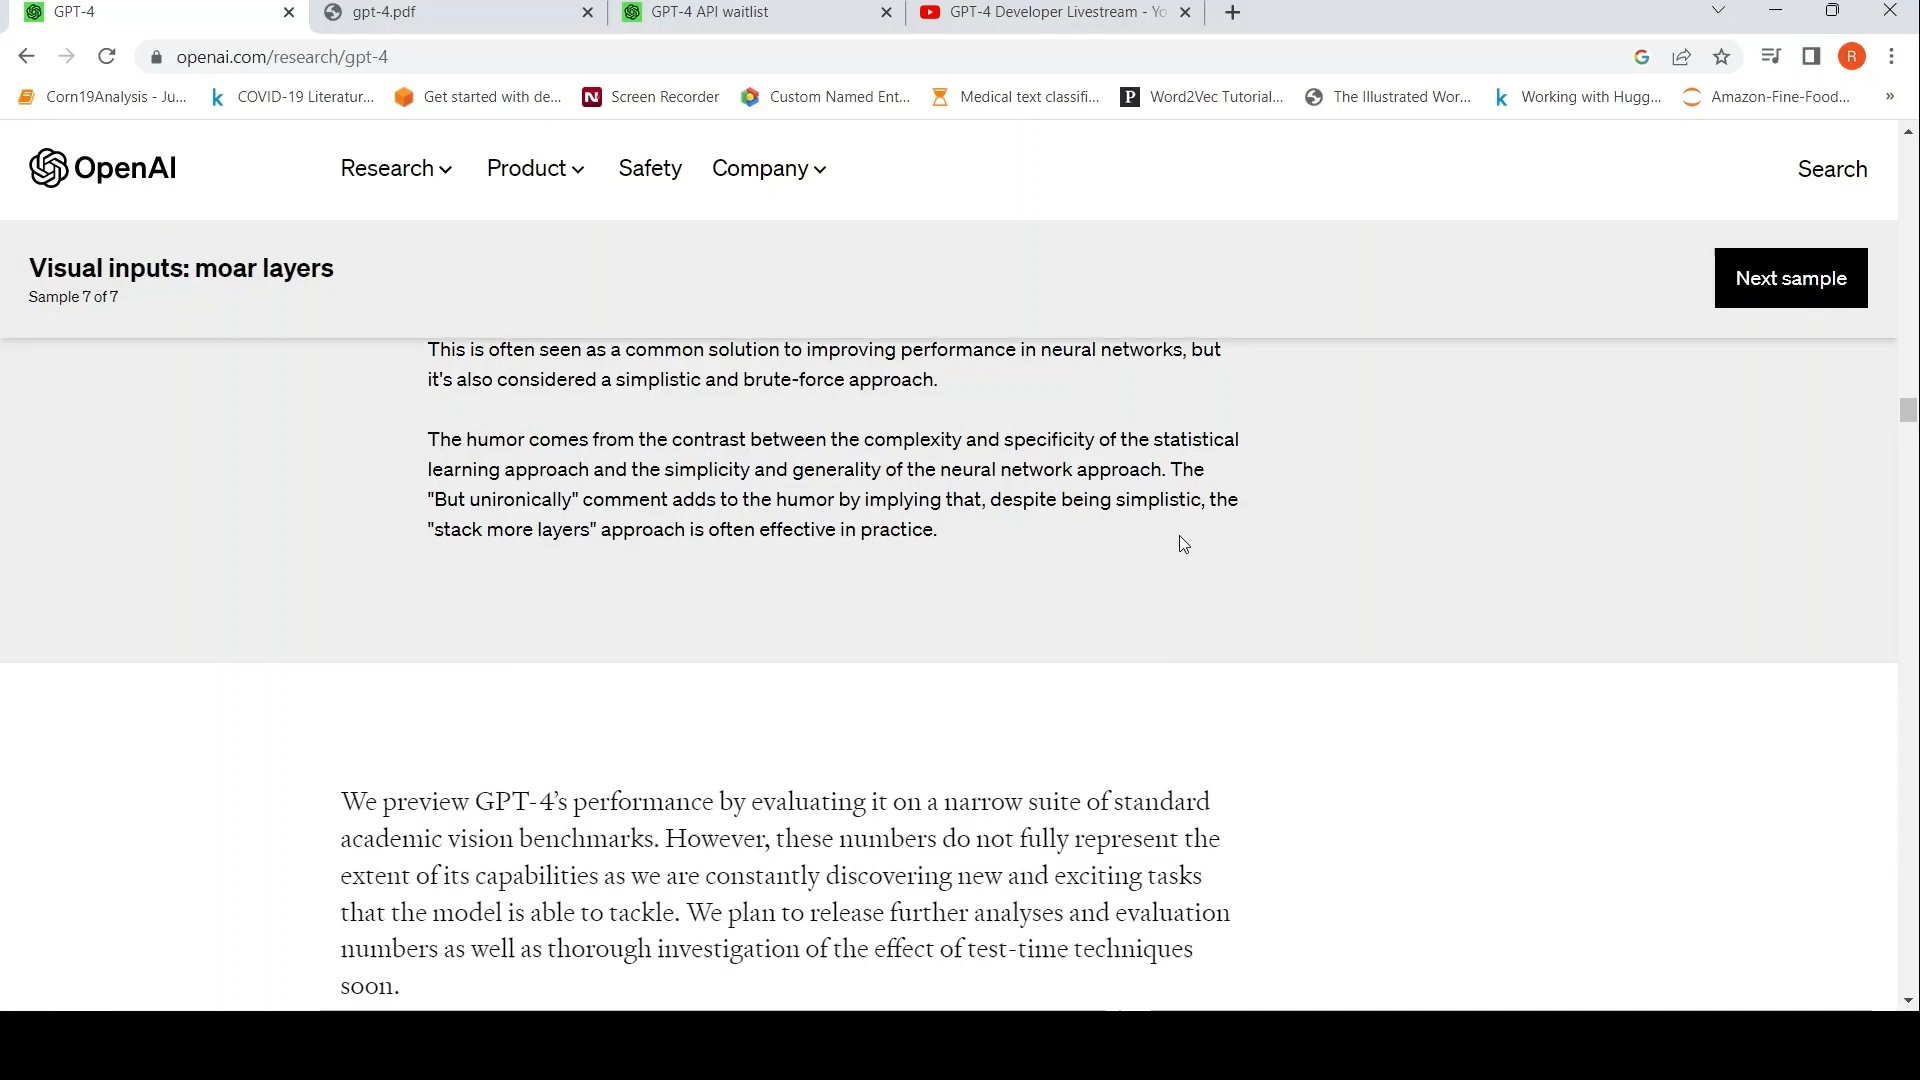 GPT-4
gpt-4.pdf
GPT-4 API waitlist
GPT-4 Developer Livestream - Yo
openai.com/research/gpt-4
R
Corn19Analysis - Ju...
COVID-19 Literatur...
Get started with de...
Screen Recorder
Custom Named Ent...
Medical text classifi...
Word2Vec Tutorial...
The Illustrated Wor...
Working with Hugg...
Amazon-Fine-Food...
»
OpenAI
Research
Product
Safety
Company
Search
Visual inputs: moar layers
Sample 7 of 7
Next sample
This is often seen as a common solution to improving performance in neural networks, but
it's also considered a simplistic and brute-force approach.
The humor comes from the contrast between the complexity and specificity of the statistical
learning approach and the simplicity and generality of the neural network approach. The
"But unironically" comment adds to the humor by implying that, despite being simplistic, the
"stack more layers" approach is often effective in practice.
We preview GPT-4’s performance by evaluating it on a narrow suite of standard
academic vision benchmarks. However, these numbers do not fully represent the
extent of its capabilities as we are constantly discovering new and exciting tasks
that the model is able to tackle. We plan to release further analyses and evaluation
numbers as well as thorough investigation of the effect of test-time techniques
soon.